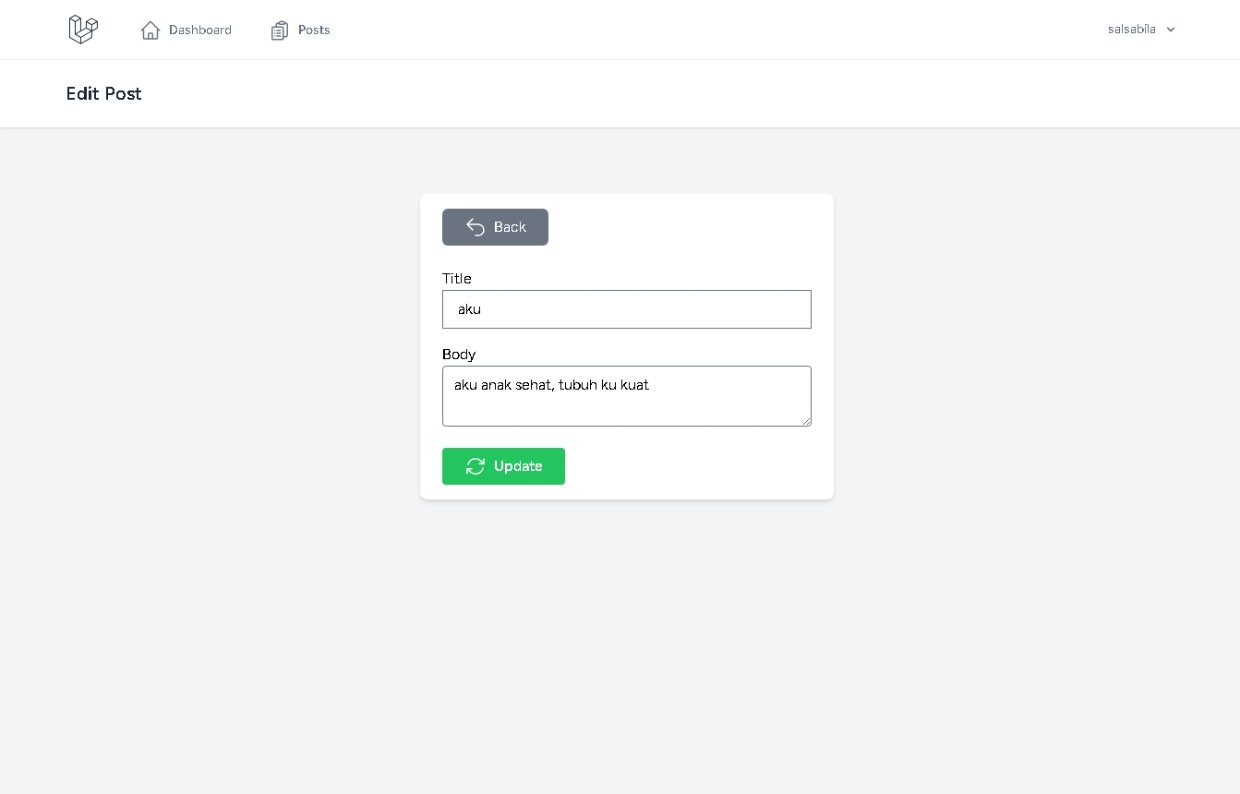 Dashboard
Posts
salsabila
Edit Post
Back
Title
aku
Body
aku anak sehat, tubuh ku kuat
Update